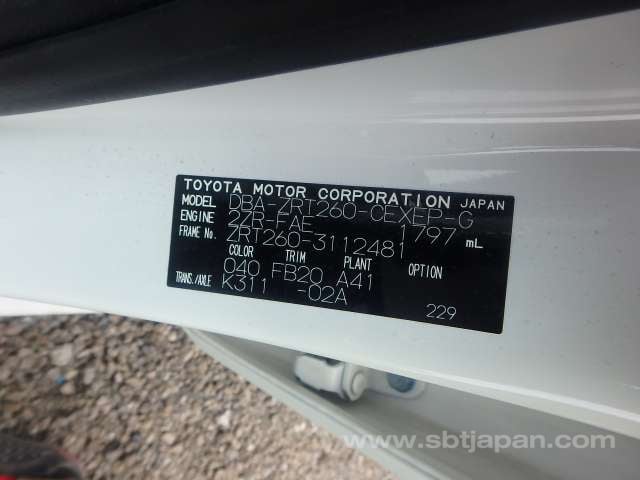 TOYOTA MOTOR CORPORATION JAPAN
MODEL DBA-ZRT260-CEXEP-G
ENGINE 2ZR-FAE 1797 mL
FRAME No. ZRT260-3112481
COLOR TRIM PLANT OPTION
040 FB20 A41
TRANS./AXLE K311 -02A
229
www.sbtjapan.com